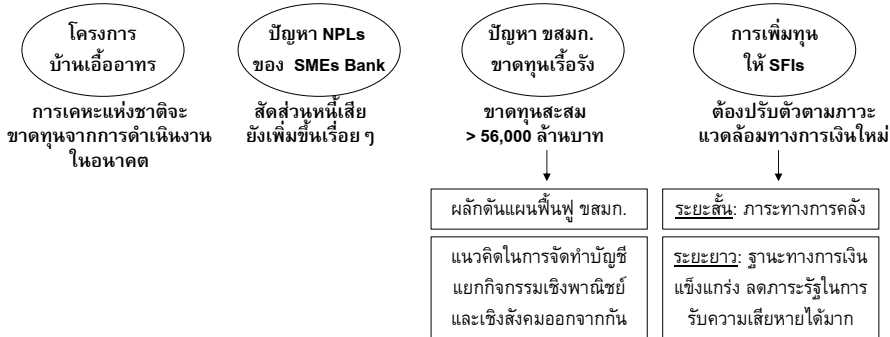 โครงการ
บ้านเอื้ออาทร
การเคหะแห่งชาติจะ
ขาดทุนจากการดำเนินงาน
ในอนาคต
ปัญหา NPLs
ของ SMEs Bank
สัดส่วนหนี้เสีย
ยังเพิ่มขึ้นเรื่อย ๆ
ปัญหา ขสมก.
ขาดทุนเรื้อรัง
ขาดทุนสะสม
> 56,000 ล้านบาท
ผลักดันแผนฟื้นฟู ขสมก.
แนวคิดในการจัดทำบัญชี
แยกกิจกรรมเชิงพาณิชย์
และเชิงสังคมออกจากกัน
การเพิ่มทุน
ให้ SFIs
ต้องปรับตัวตามภาวะ
แวดล้อมทางการเงินใหม่
ระยะสั้น: ภาระทางการคลัง
ระยะยาว: ฐานะทางการเงิน
แข็งแกร่ง ลดภาระรัฐในการ
รับความเสียหายได้มาก